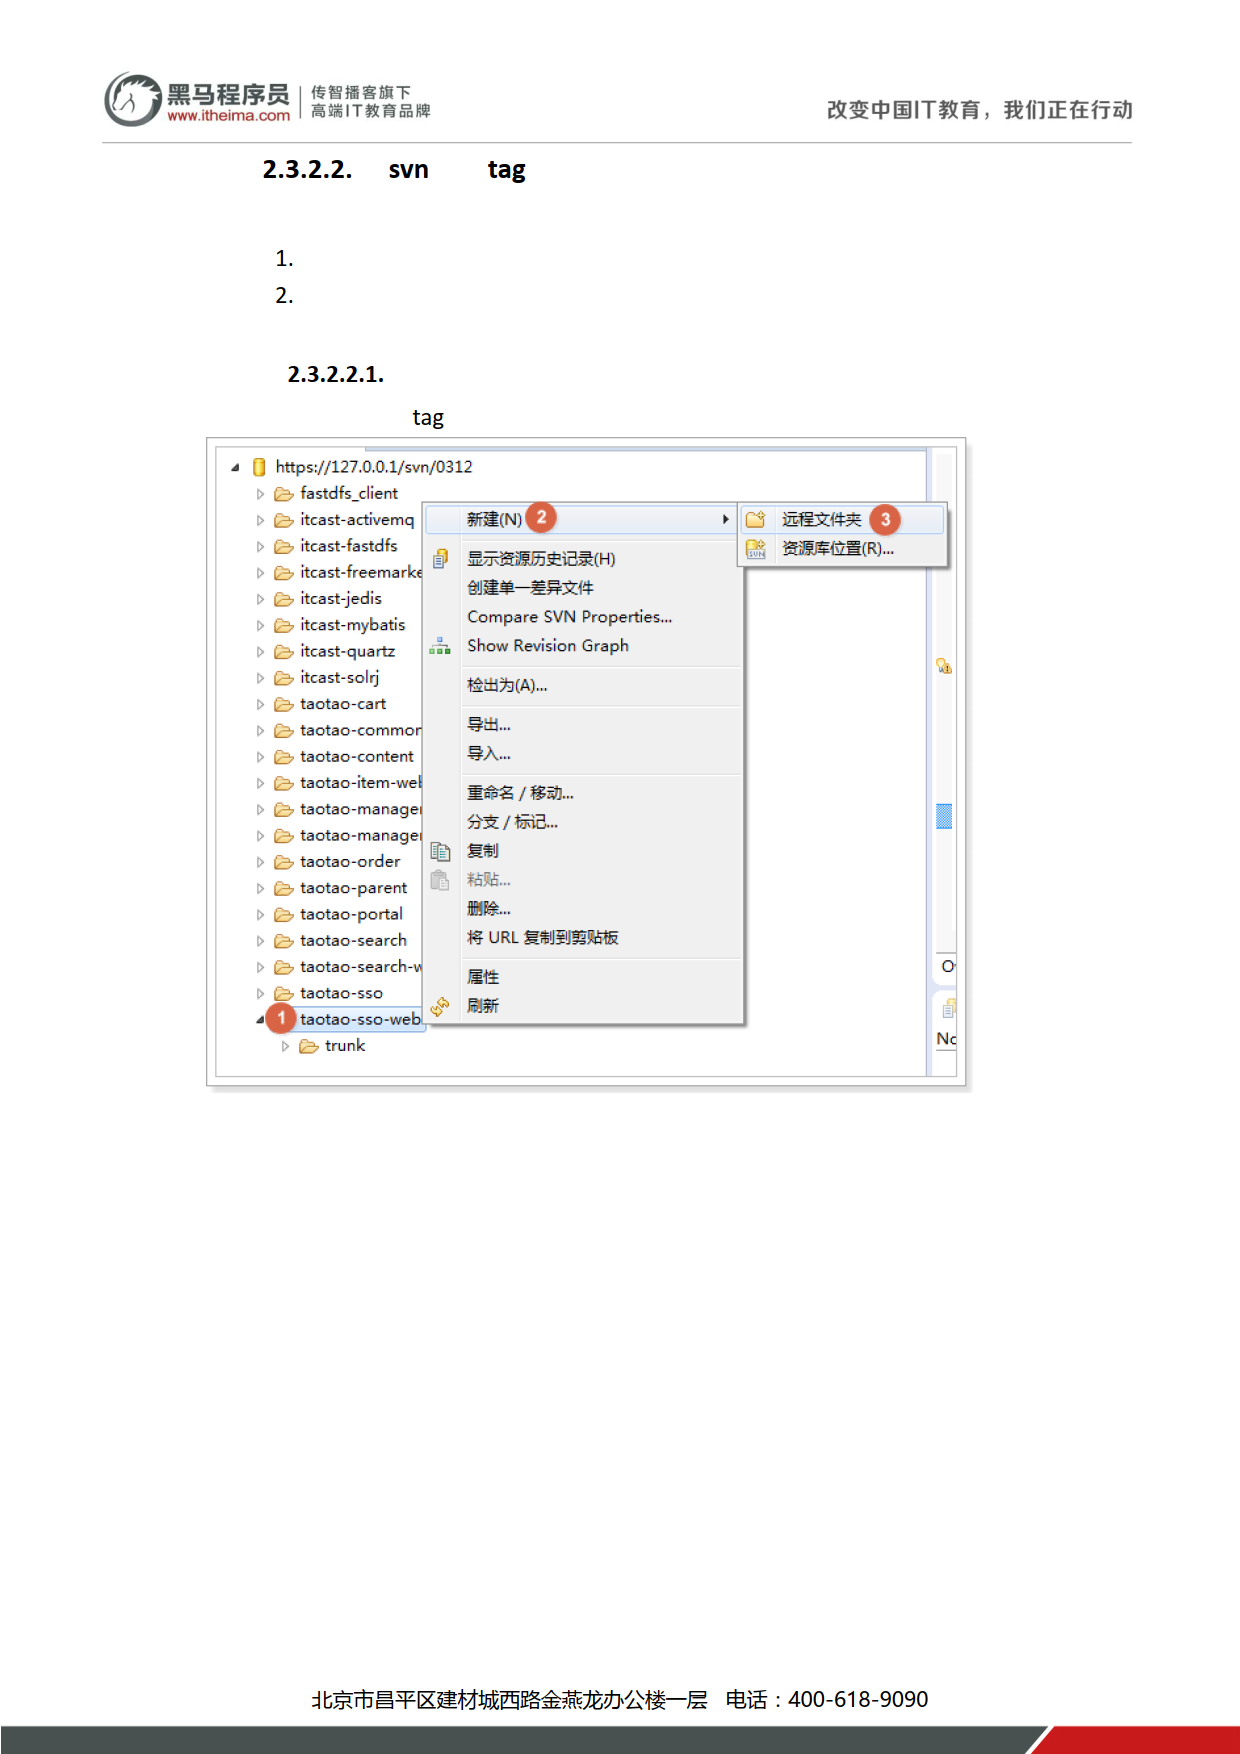 黑马程序员
www.itheima.com
传智播客旗下
高端IT教育品牌
改变中国IT教育，我们正在行动
2.3.2.2. svn tag
1.
2.
2.3.2.2.1.
tag
https://127.0.0.1/svn/0312
fastdfs_client
itcast-activemq
itcast-fastdfs
itcast-freemarke
itcast-jedis
itcast-mybatis
itcast-quartz
itcast-solrj
taotao-cart
taotao-common
taotao-content
taotao-item-web
taotao-manager
taotao-manager
taotao-order
taotao-parent
taotao-portal
taotao-search
taotao-search-w
taotao-sso
1 taotao-sso-web
trunk
新建(N) 2
显示资源历史记录(H)
创建单一差异文件
Compare SVN Properties...
Show Revision Graph
检出为(A)...
导出...
导入...
重命名 / 移动...
分支 / 标记...
复制
粘贴...
删除...
将 URL 复制到剪贴板
属性
刷新
远程文件夹 3
资源库位置(R)...
SVN
北京市昌平区建材城西路金燕龙办公楼一层 电话：400-618-9090